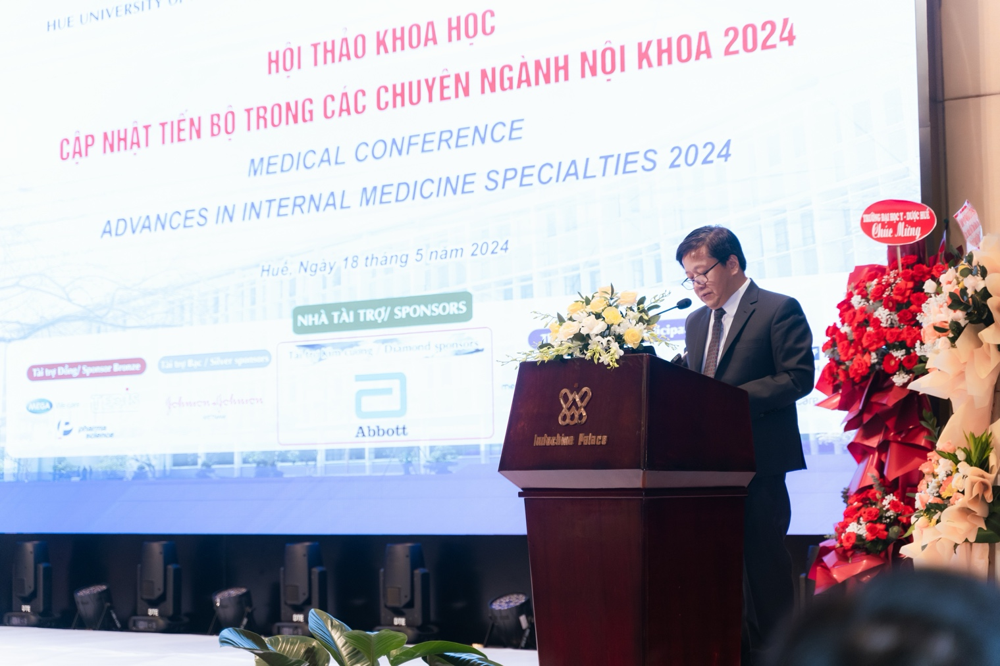 HUE UNIVERSITY OF
HỘI THẢO KHOA HỌC
CẬP NHẬT TIẾN BỘ TRONG CÁC CHUYÊN NGÀNH NỘI KHOA 2024
MEDICAL CONFERENCE
ADVANCES IN INTERNAL MEDICINE SPECIALTIES 2024
Huế, Ngày 18 tháng 5 năm 2024
NHÀ TÀI TRỢ/ SPONSORS
Tài trợ Đồng/ Sponsor Bronze
Tài trợ Bạc / Silver sponsors
Tài trợ Kim cương / Diamond sponsors
MEGA We care
Johnson & Johnson
pharma
science
Abbott
Indochine Palace
TRƯỜNG ĐẠI HỌC Y - DƯỢC HUẾ
Chúc Mừng